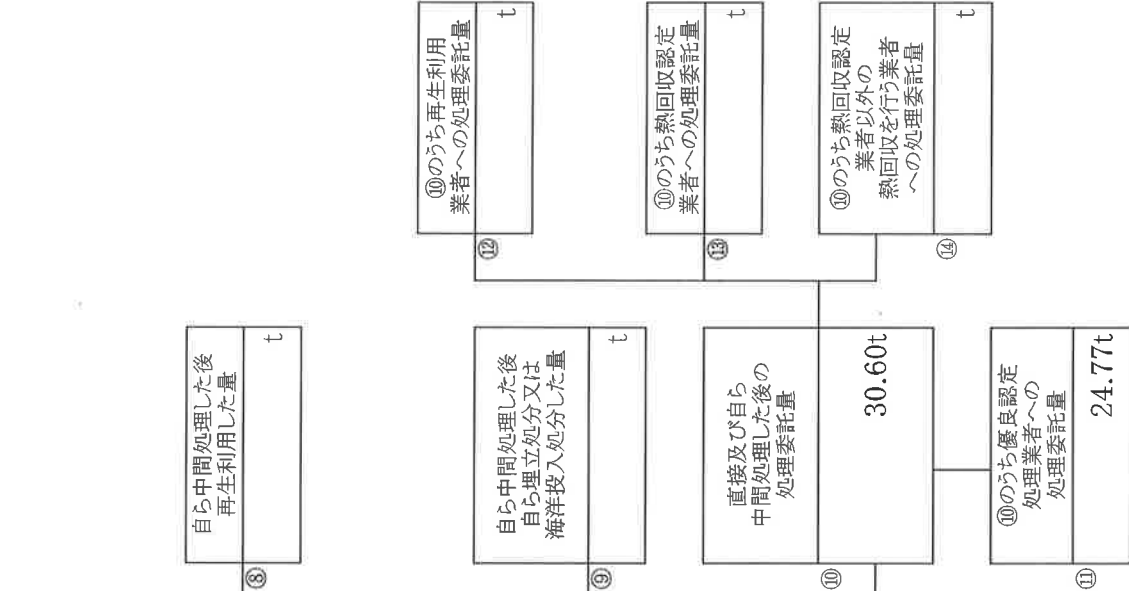 ⑧
自ら中間処理した後
再生利用した量
t
⑨
自ら中間処理した後
自ら埋立処分又は
海洋投入処分した量
t
⑩
直接及び自ら
中間処理した後の
処理委託量
30.60t
⑪
⑩のうち優良認定
処理業者への
処理委託量
24.77t
⑫
⑩のうち再生利用
業者への処理委託量
t
⑬
⑩のうち熱回収認定
業者への処理委託量
t
⑭
⑩のうち熱回収認定
業者以外の
熱回収を行う業者
への処理委託量
t